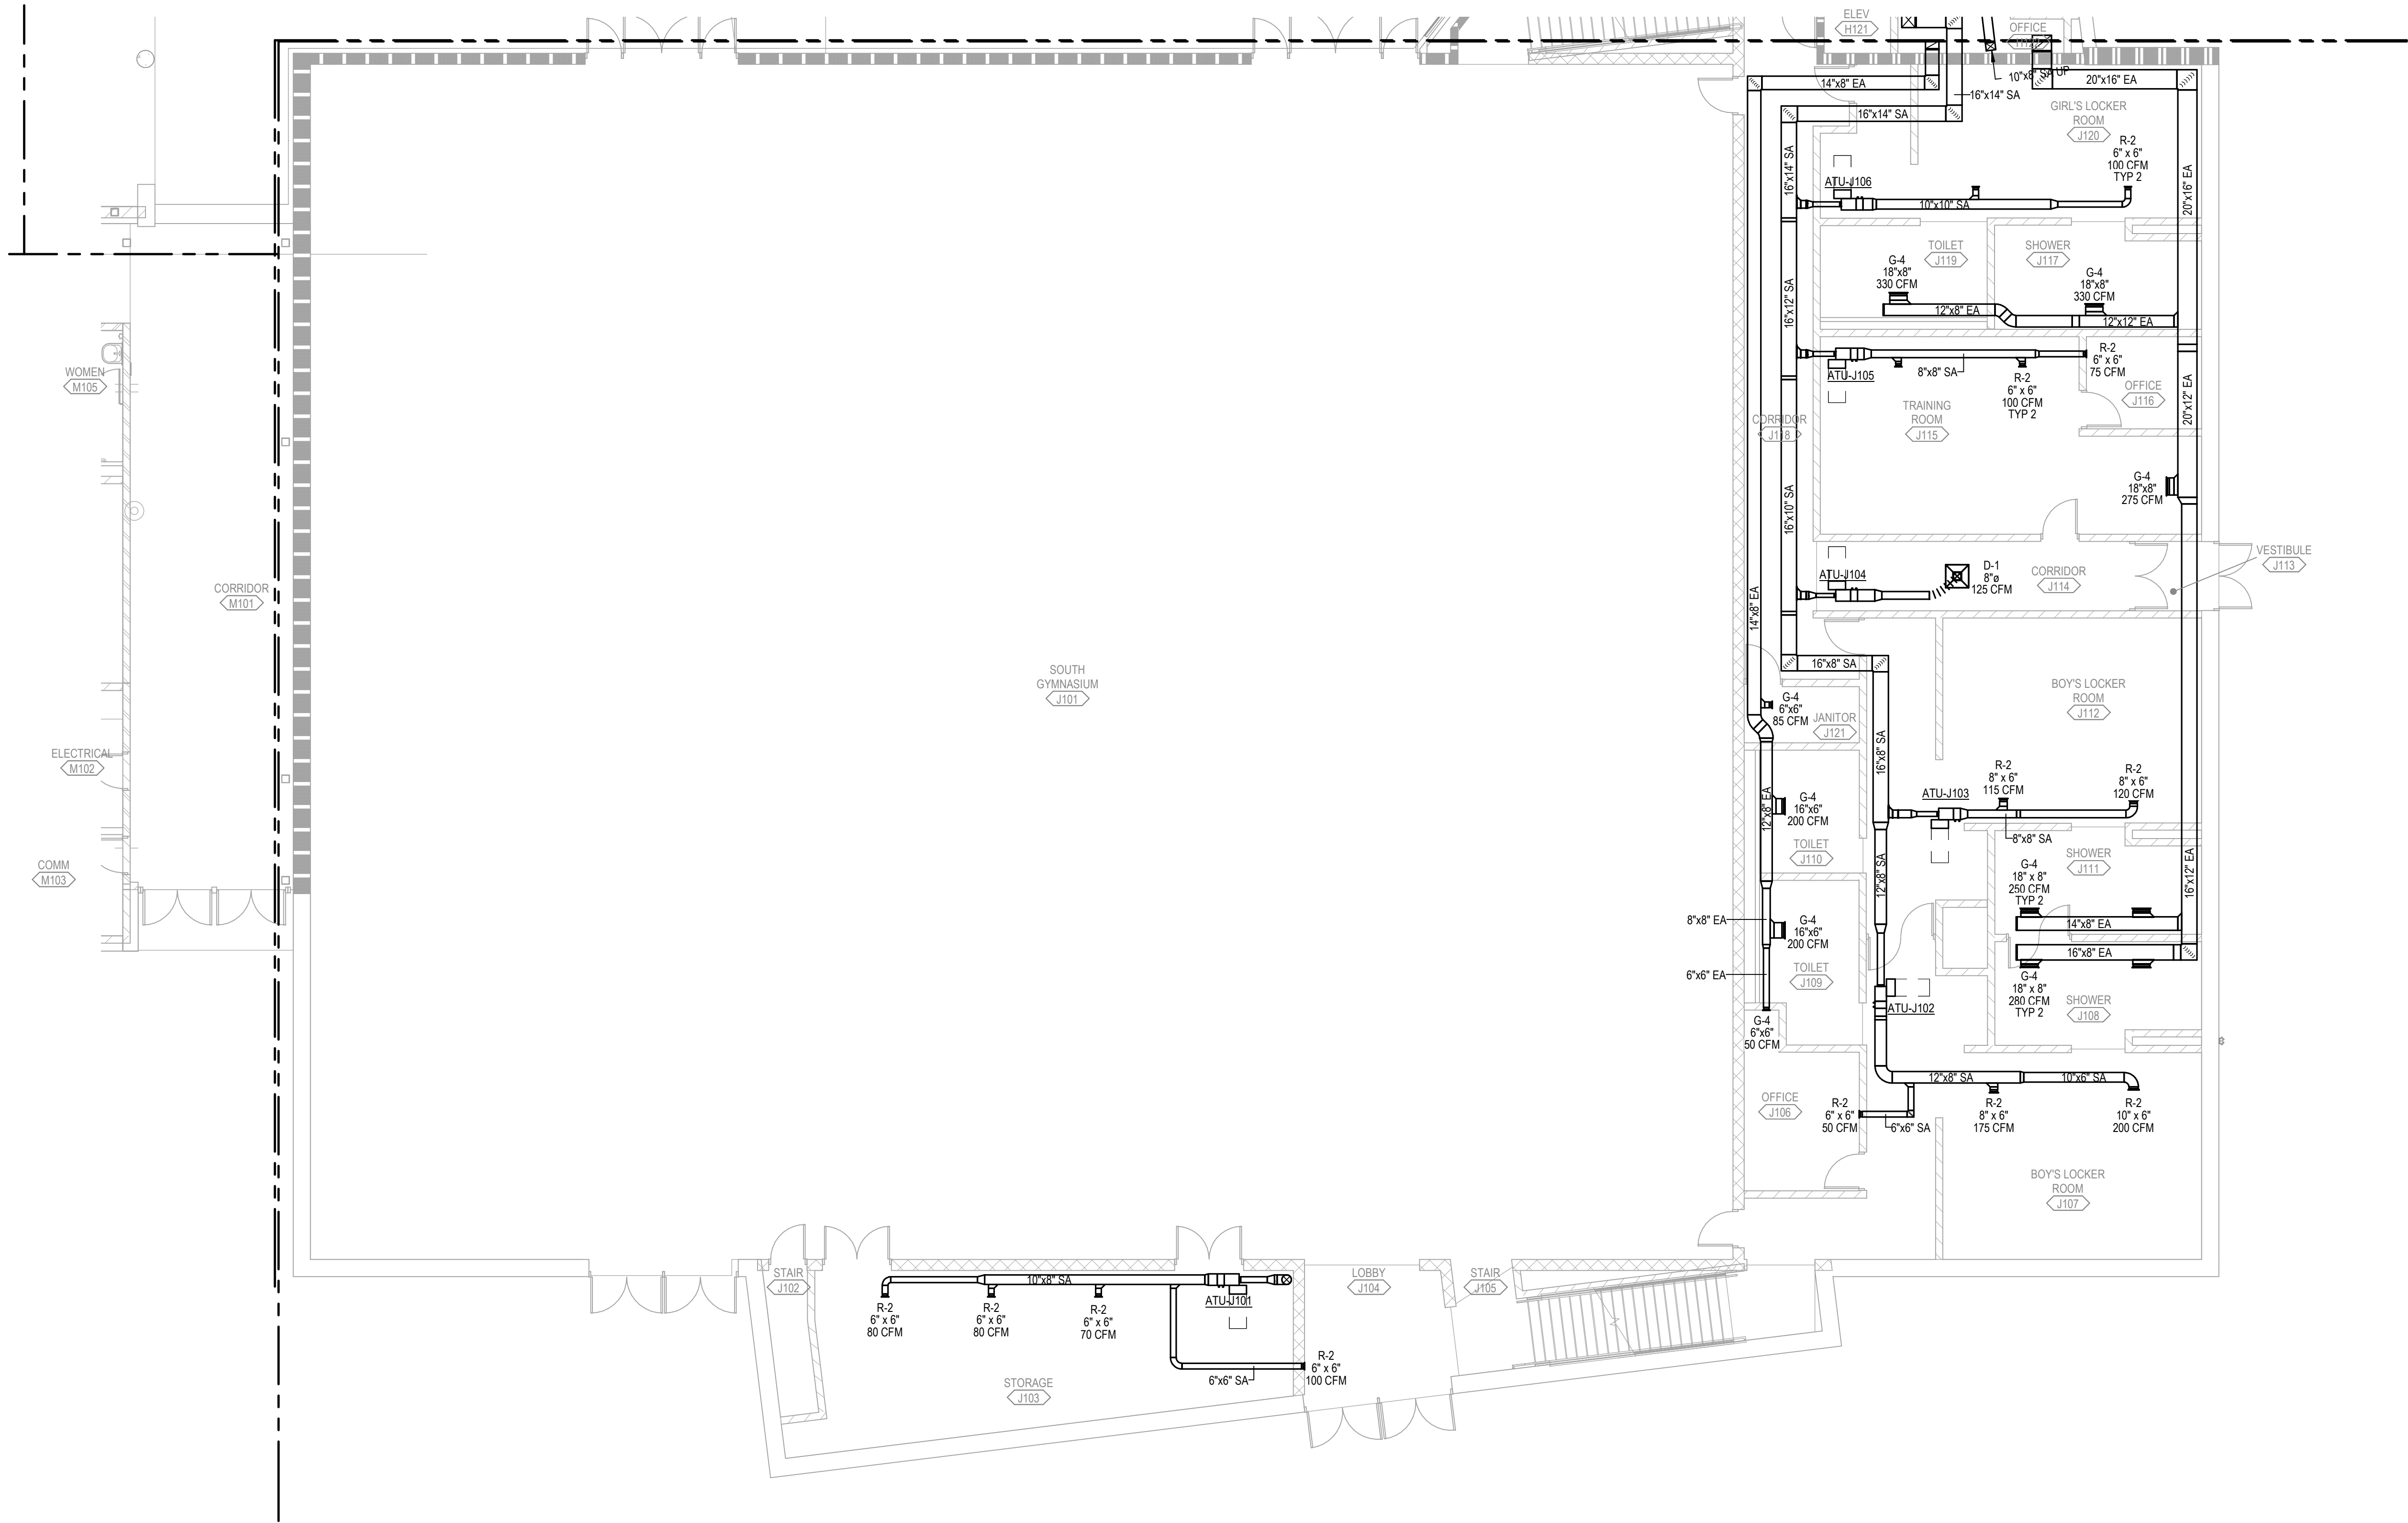 ELEV
H121
OFFICE
10"x8" SA UP
14"x8" EA
16"x14" SA
20"x16" EA
16"x14" SA
GIRL'S LOCKER
ROOM
J120
R-2
6" x 6"
100 CFM
TYP 2
16"x14" SA
ATU-J106
10"x10" SA
20"x16" EA
TOILET
J119
SHOWER
J117
G-4
18"x8"
330 CFM
G-4
18"x8"
330 CFM
16"x12" SA
12"x8" EA
12"x12" EA
WOMEN
M105
ATU-J105
8"x8" SA
R-2
6" x 6"
100 CFM
TYP 2
R-2
6" x 6"
75 CFM
OFFICE
J116
20"x12" EA
CORRIDOR
J118
TRAINING
ROOM
J115
G-4
18"x8"
275 CFM
16"x10" SA
CORRIDOR
M101
14"x8" EA
ATU-J104
D-1
8"ø
125 CFM
CORRIDOR
J114
VESTIBULE
J113
SOUTH
GYMNASIUM
J101
16"x8" SA
G-4
6"x6"
85 CFM
JANITOR
J121
BOY'S LOCKER
ROOM
J112
ELECTRICAL
M102
16"x8" SA
12"x8" EA
G-4
16"x6"
200 CFM
TOILET
J110
ATU-J103
R-2
8" x 6"
115 CFM
R-2
8" x 6"
120 CFM
8"x8" SA
COMM
M103
12"x8" SA
SHOWER
J111
G-4
18" x 8"
250 CFM
TYP 2
16"x12" EA
8"x8" EA
G-4
16"x6"
200 CFM
14"x8" EA
16"x8" EA
6"x6" EA
TOILET
J109
G-4
18" x 8"
280 CFM
TYP 2
SHOWER
J108
ATU-J102
G-4
6"x6"
50 CFM
12"x8" SA
10"x6" SA
OFFICE
J106
R-2
6" x 6"
50 CFM
6"x6" SA
R-2
8" x 6"
175 CFM
R-2
10" x 6"
200 CFM
BOY'S LOCKER
ROOM
J107
STAIR
J102
10"x8" SA
LOBBY
J104
STAIR
J105
R-2
6" x 6"
80 CFM
R-2
6" x 6"
80 CFM
R-2
6" x 6"
70 CFM
ATU-J101
R-2
6" x 6"
100 CFM
6"x6" SA
STORAGE
J103